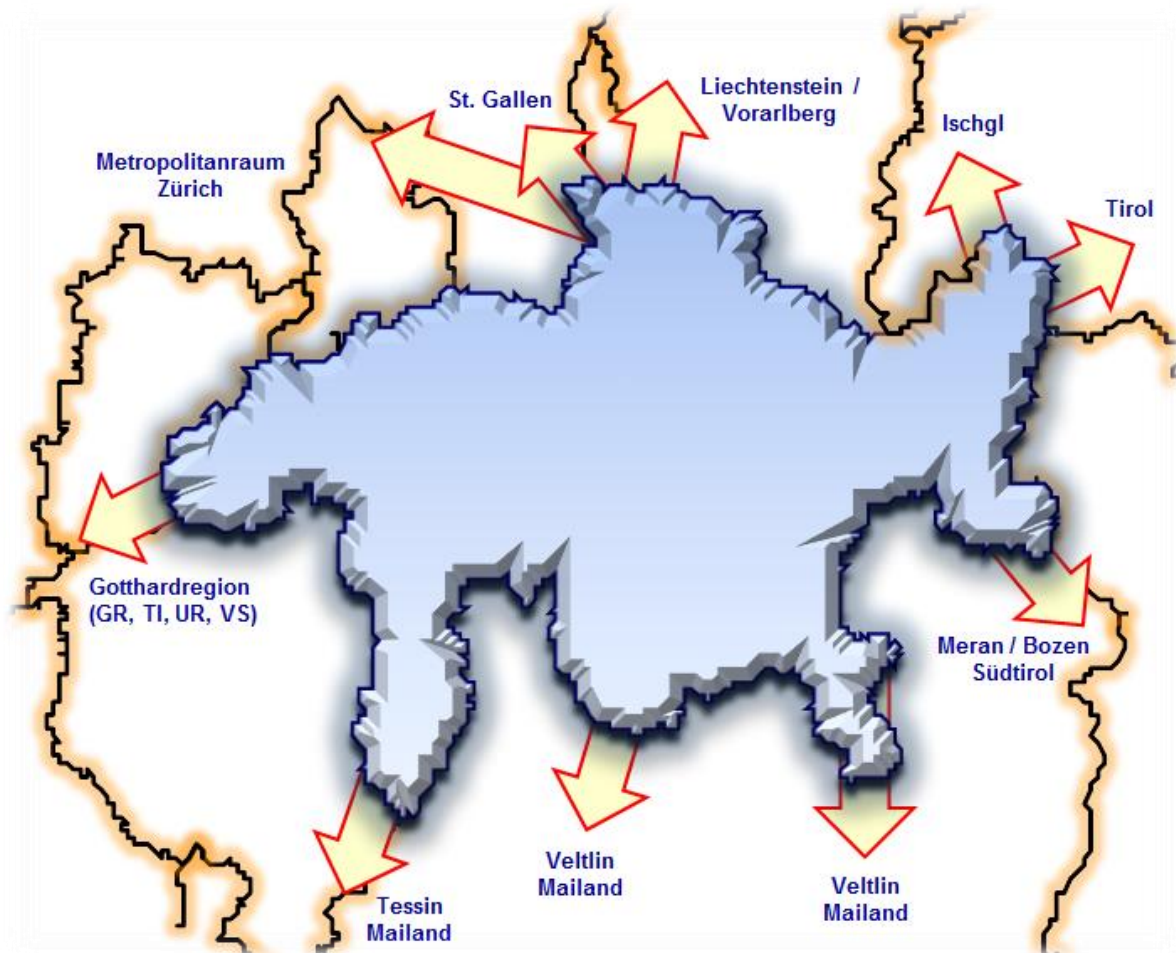 St. Gallen
Liechtenstein /
Vorarlberg
Ischgl
Metropolitanraum
Zürich
Tirol
Gotthardregion
(GR, TI, UR, VS)
Meran / Bozen
Südtirol
Veltlin
Mailand
Veltlin
Mailand
Tessin
Mailand